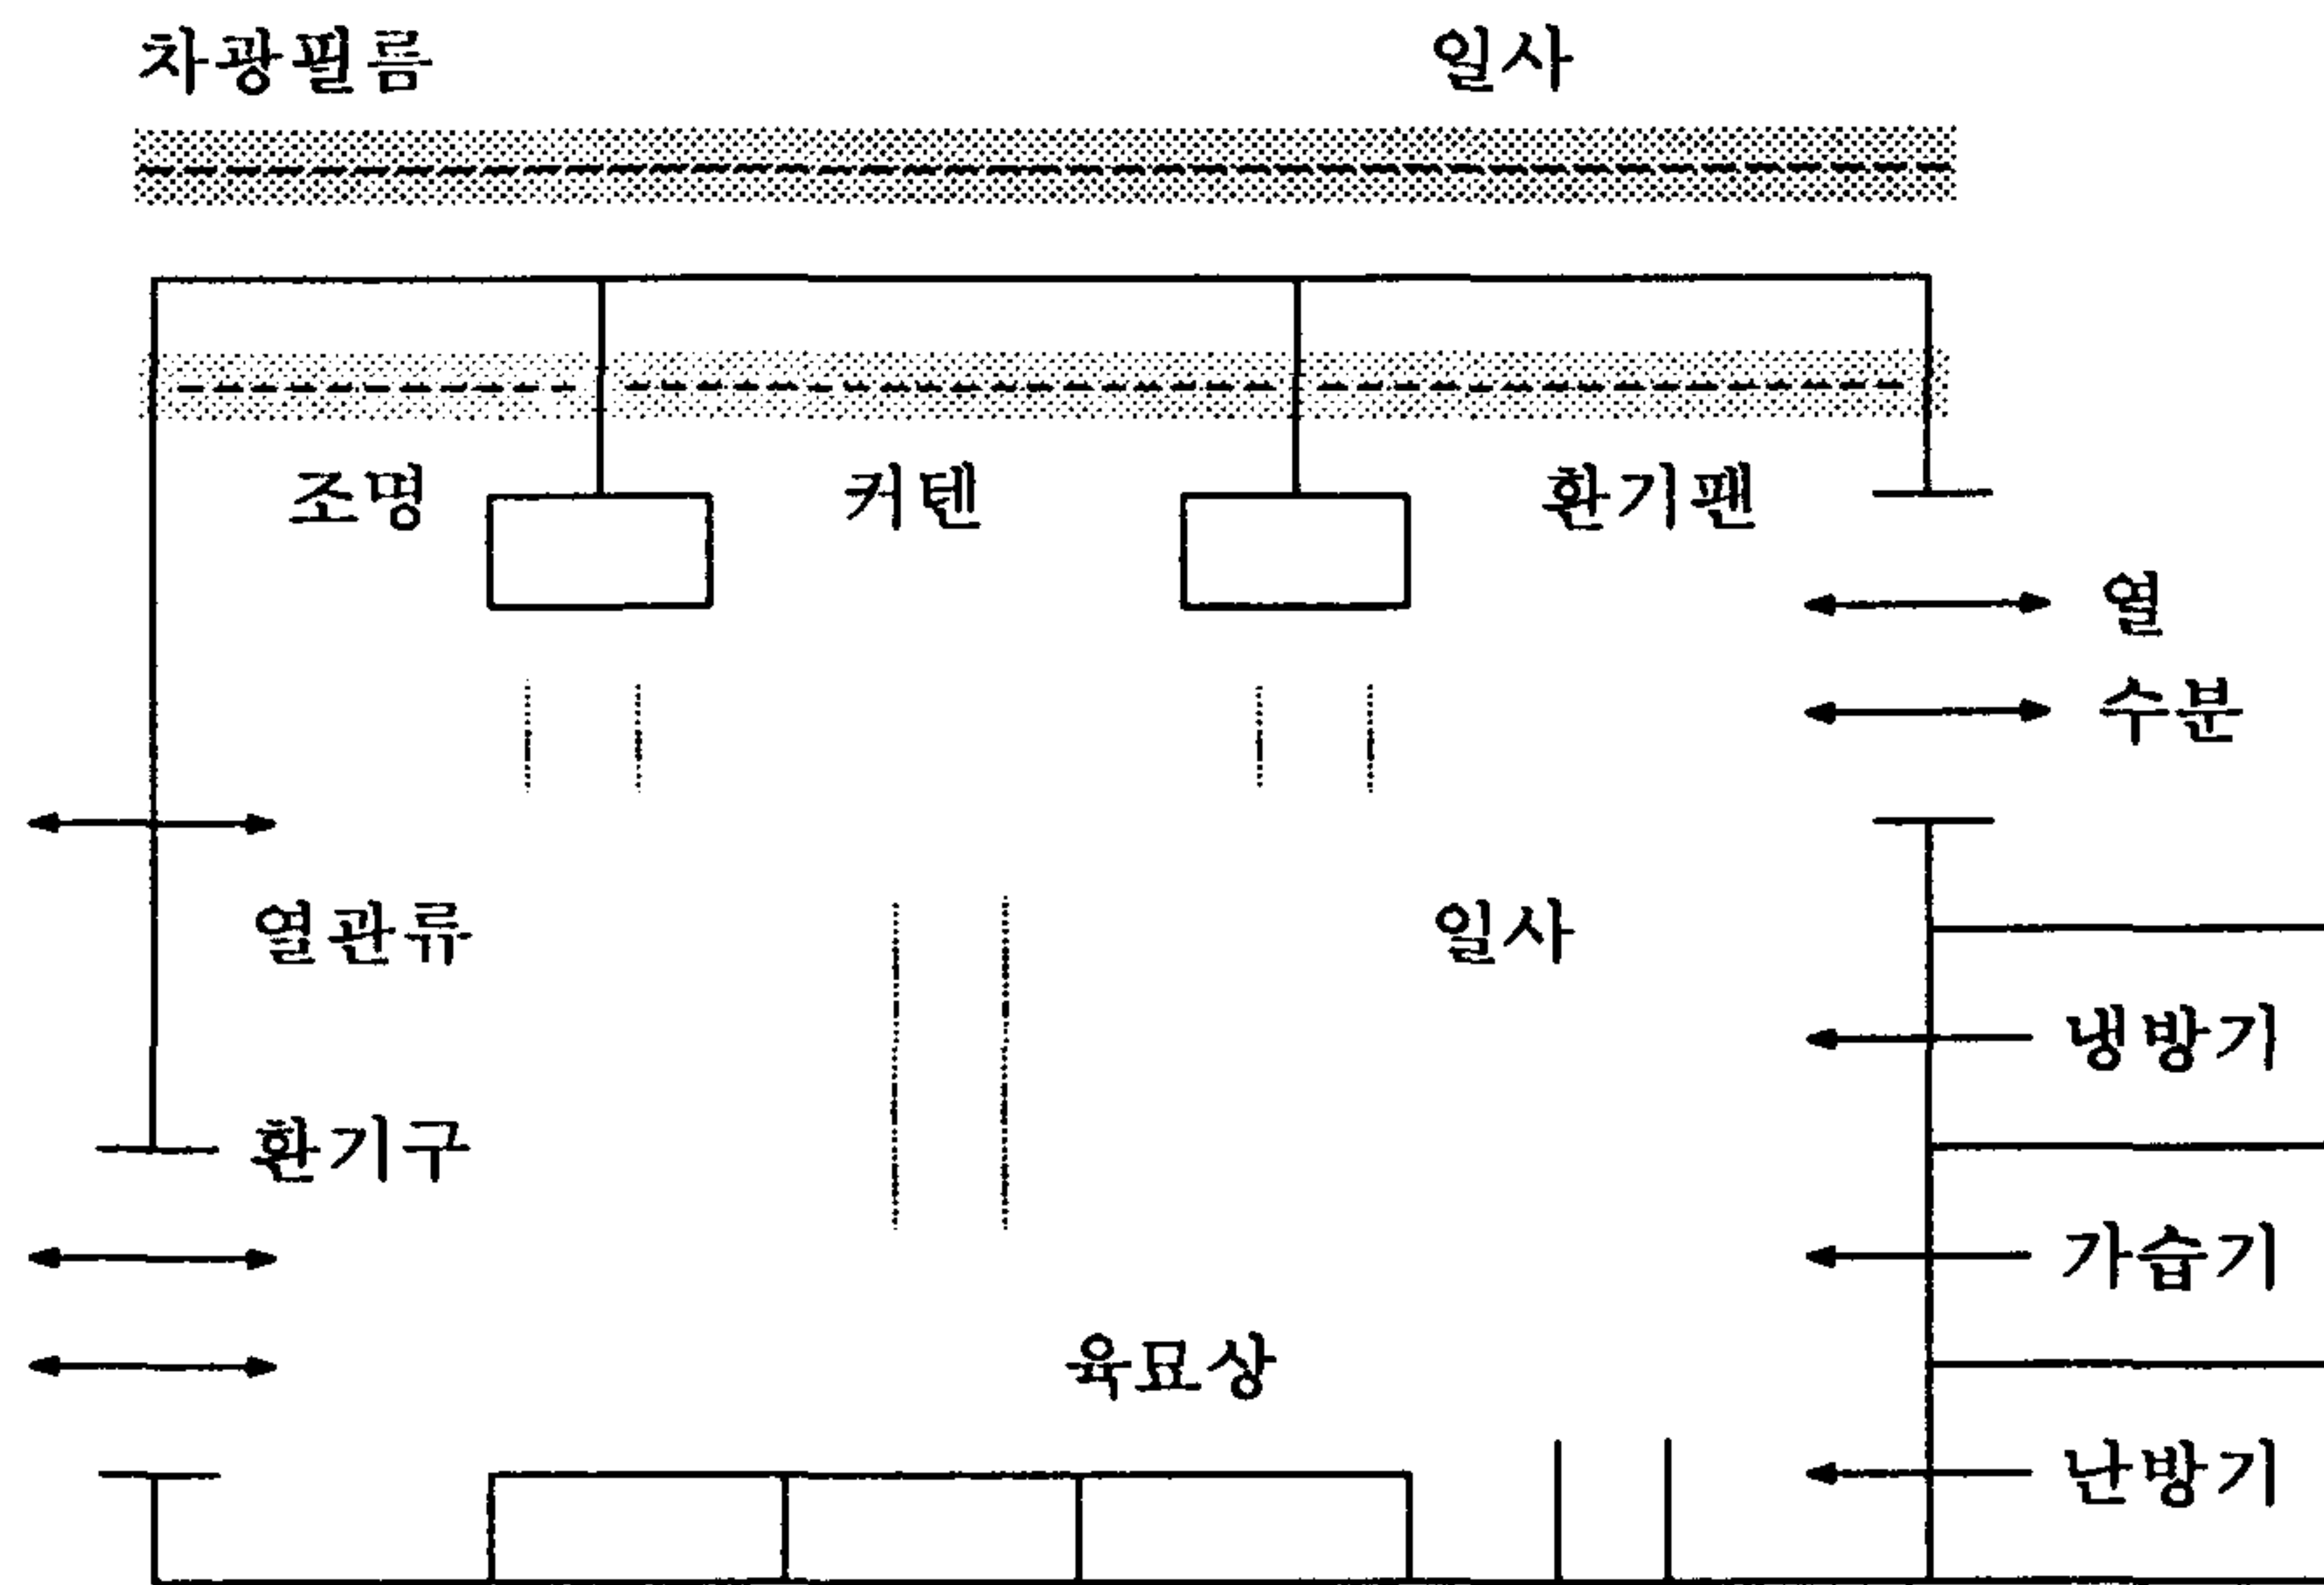 차광필름 일사
조명 커텐 환기팬
열
수분
열관류 일사
냉방기
환기구
가습기
육묘상
난방기